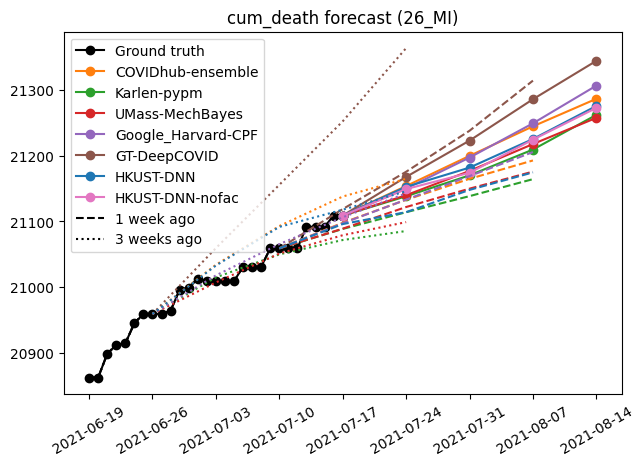 cum_death forecast (26_MI)
Ground truth
COVIDhub-ensemble
Karlen-pypm
UMass-MechBayes
Google_Harvard-CPF
GT-DeepCOVID
HKUST-DNN
HKUST-DNN-nofac
1 week ago
3 weeks ago
21300
21200
21100
21000
20900
2021-06-19
2021-06-26
2021-07-03
2021-07-10
2021-07-17
2021-07-24
2021-07-31
2021-08-07
2021-08-14